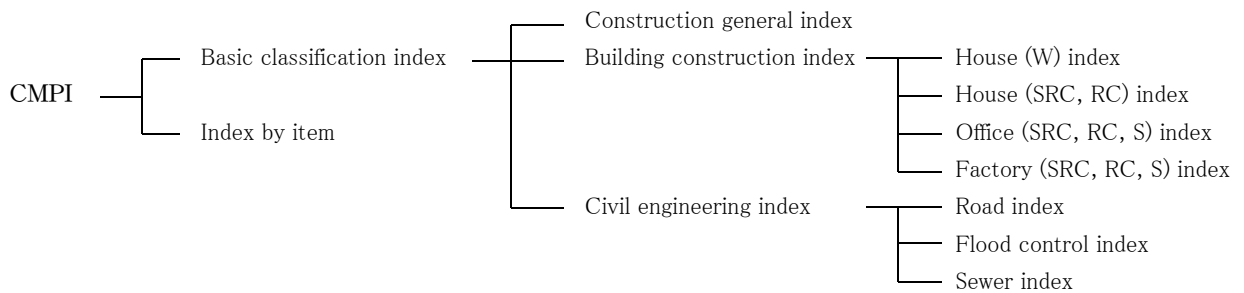 Construction general index
Basic classification index
Building construction index
House (W) index
CMPI
House (SRC, RC) index
Index by item
Office (SRC, RC, S) index
Factory (SRC, RC, S) index
Civil engineering index
Road index
Flood control index
Sewer index